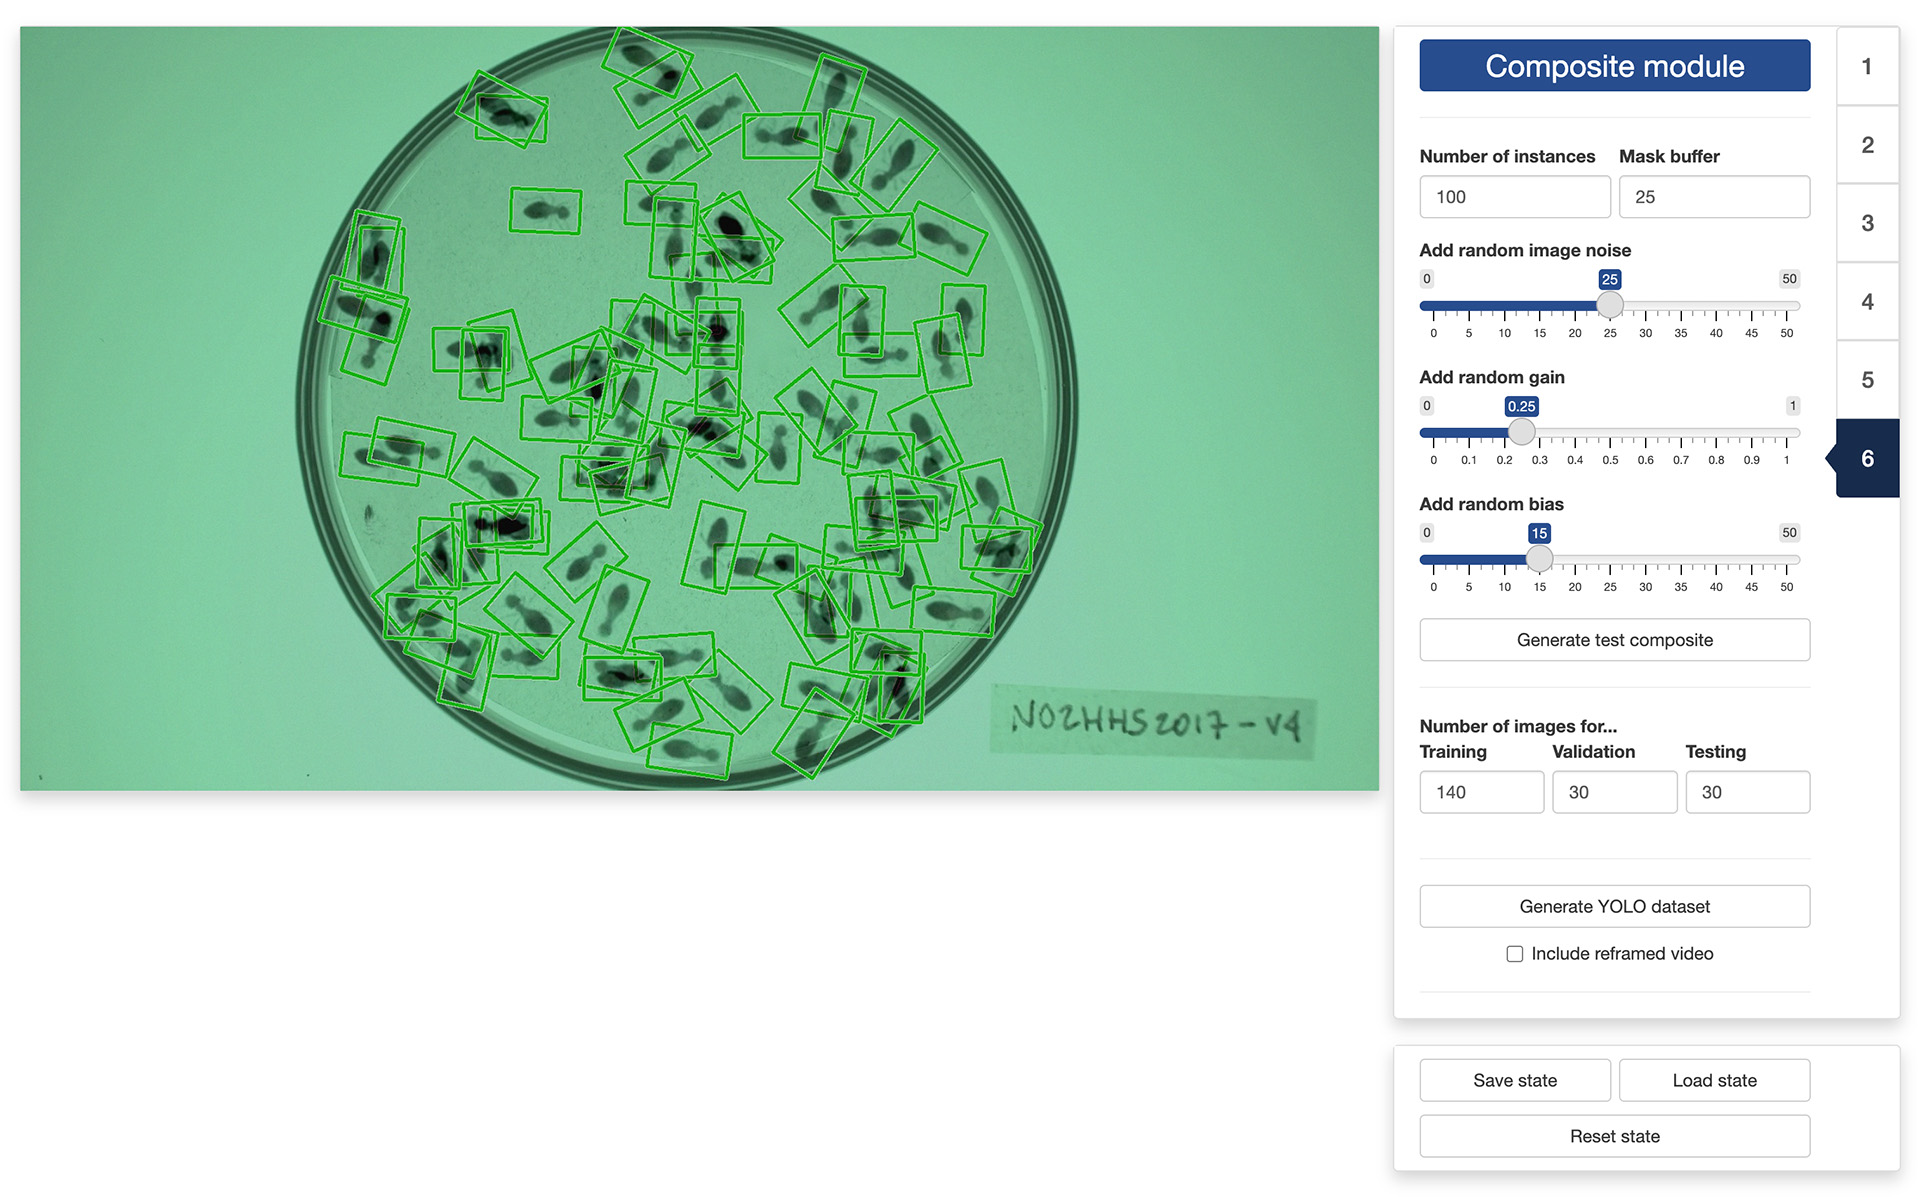 NO2HHS2017-V4
Composite module
1
2
3
4
5
6
Number of instances Mask buffer
100 25
Add random image noise
0 25 50
0 5 10 15 20 25 30 35 40 45 50
Add random gain
0 0.25 1
0 0.1 0.2 0.3 0.4 0.5 0.6 0.7 0.8 0.9 1
Add random bias
0 15 50
0 5 10 15 20 25 30 35 40 45 50
Generate test composite
Number of images for...
Training Validation Testing
140 30 30
Generate YOLO dataset
Include reframed video
Save state Load state
Reset state